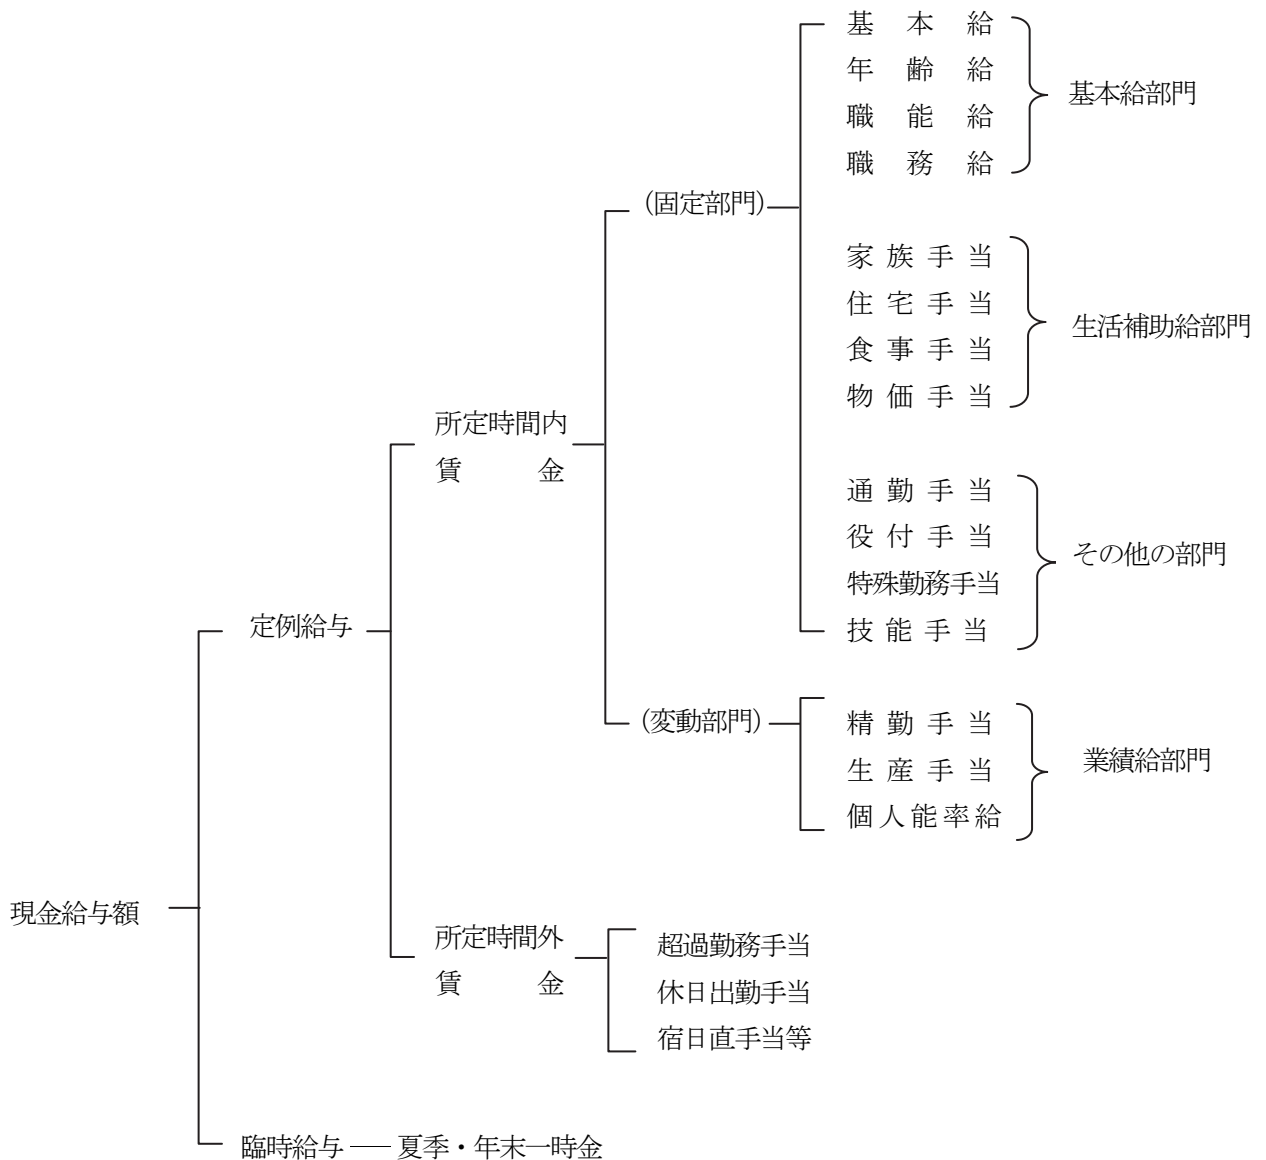 基本給
年齢給
職能給
職務給
基本給部門
(固定部門)
家族手当
住宅手当
食事手当
物価手当
生活補助給部門
所定時間内
賃金
通勤手当
役付手当
特殊勤務手当
技能手当
その他の部門
定例給与
(変動部門)
精勤手当
生産手当
個人能率給
業績給部門
現金給与額
所定時間外
賃金
超過勤務手当
休日出勤手当
宿日直手当等
臨時給与 ── 夏季・年末一時金